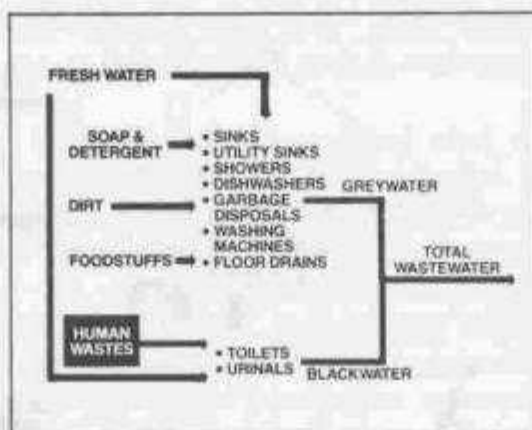 FRESH WATER
SOAP &
DETERGENT
DIRT
FOODSTUFFS
• SINKS
• UTILITY SINKS
• SHOWERS
• DISHWASHERS
• GARBAGE
DISPOSALS
• WASHING
MACHINES
• FLOOR DRAINS
GREYWATER
TOTAL
WASTEWATER
HUMAN
WASTES
• TOILETS
• URINALS
BLACKWATER